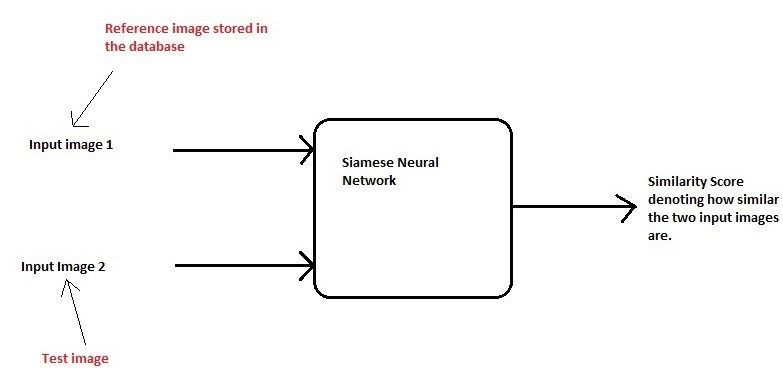 Reference image stored in
the database
Input image 1
Siamese Neural
Network
Similarity Score
denoting how similar
the two input images
are.
Input Image 2
Test image